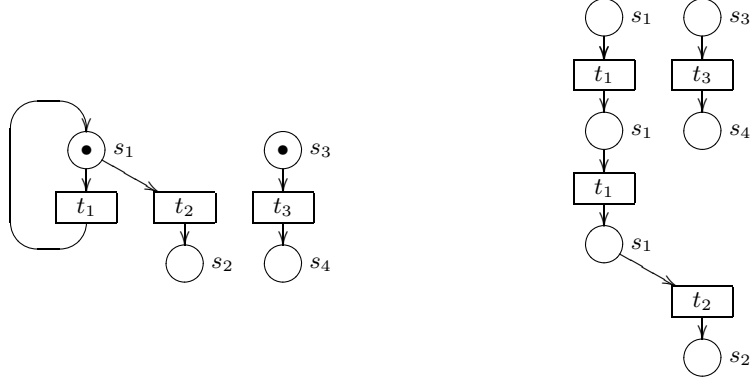 s₁ s₃
t₁ t₃
s₁ s₄
s₁ s₃
t₁
t₁ t₂ t₃
s₁
s₂ s₄
t₂
s₂